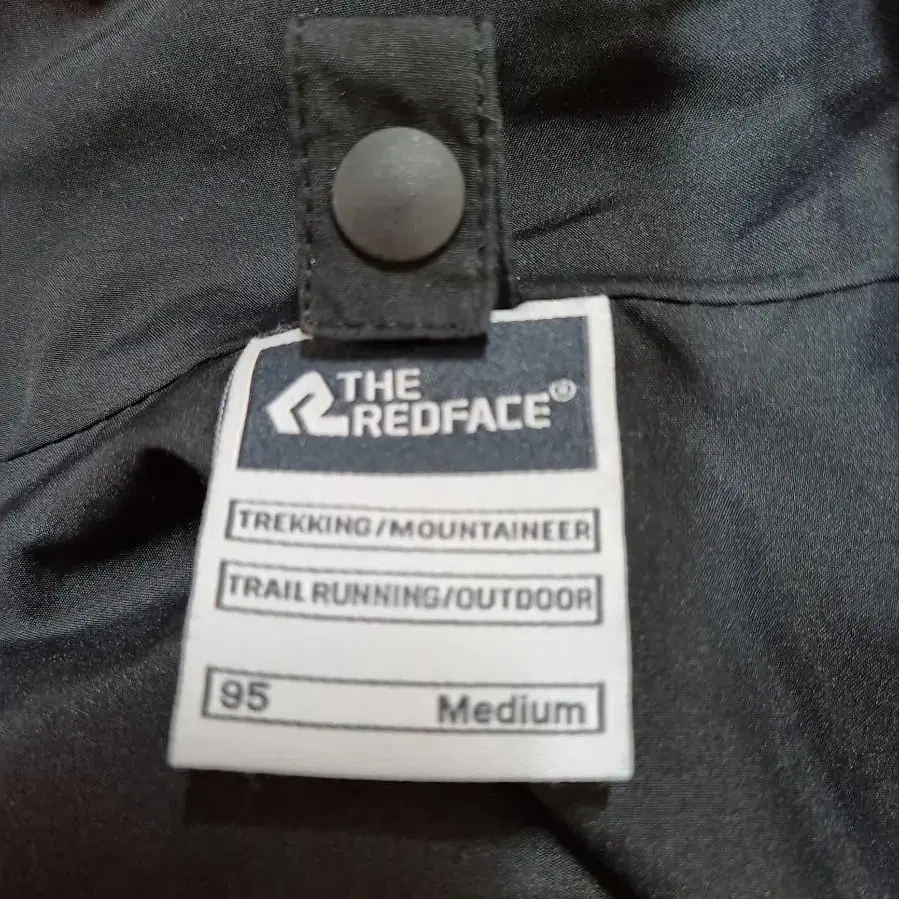 THE
REDFACE®
TREKKING/MOUNTAINEER
TRAIL RUNNING/OUTDOOR
95 Medium